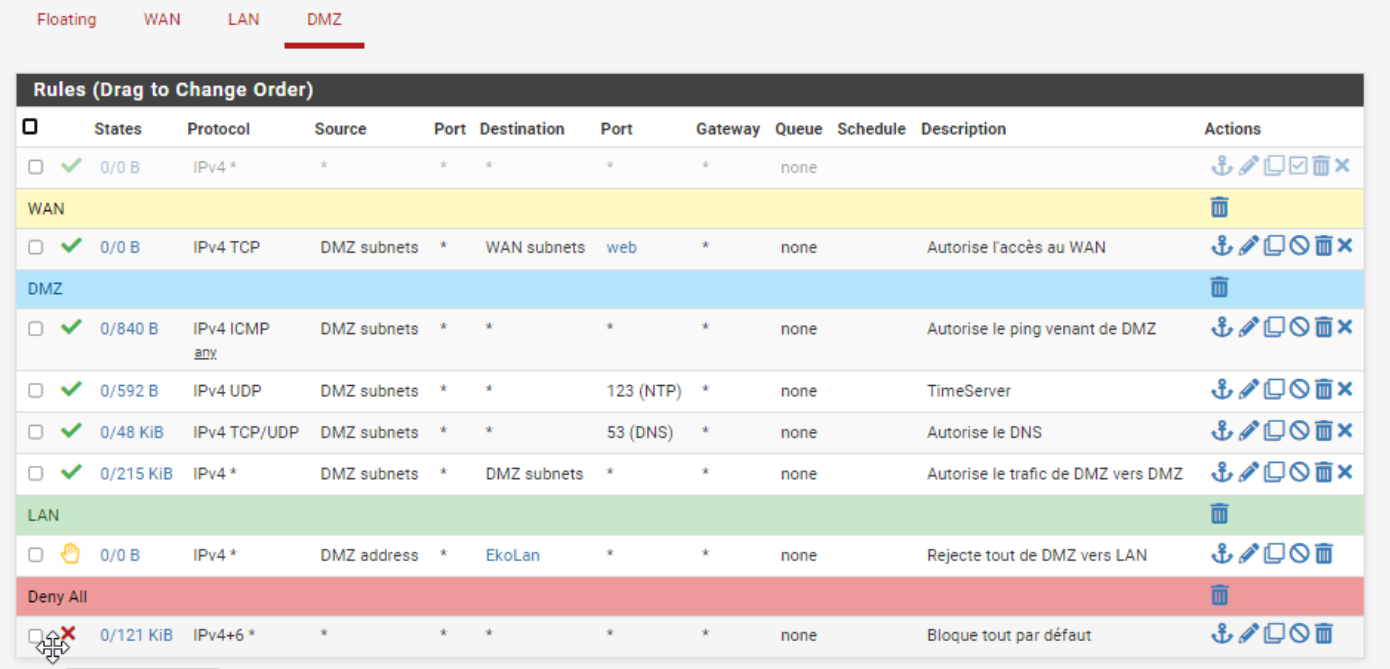 Floating WAN LAN DMZ
Rules (Drag to Change Order)
States Protocol Source Port Destination Port Gateway Queue Schedule Description Actions
0/0 B IPv4 * * * * * * none
WAN
0/0 B IPv4 TCP DMZ subnets * WAN subnets web * none Autorise l'accès au WAN
DMZ
0/840 B IPv4 ICMP DMZ subnets * * * * none Autorise le ping venant de DMZ
any
0/592 B IPv4 UDP DMZ subnets * * 123 (NTP) * none TimeServer
0/48 KiB IPv4 TCP/UDP DMZ subnets * * 53 (DNS) * none Autorise le DNS
0/215 KiB IPv4 * DMZ subnets * DMZ subnets * * none Autorise le trafic de DMZ vers DMZ
LAN
0/0 B IPv4 * DMZ address * EkoLan * * none Rejecte tout de DMZ vers LAN
Deny All
0/121 KiB IPv4+6 * * * * * * none Bloque tout par défaut